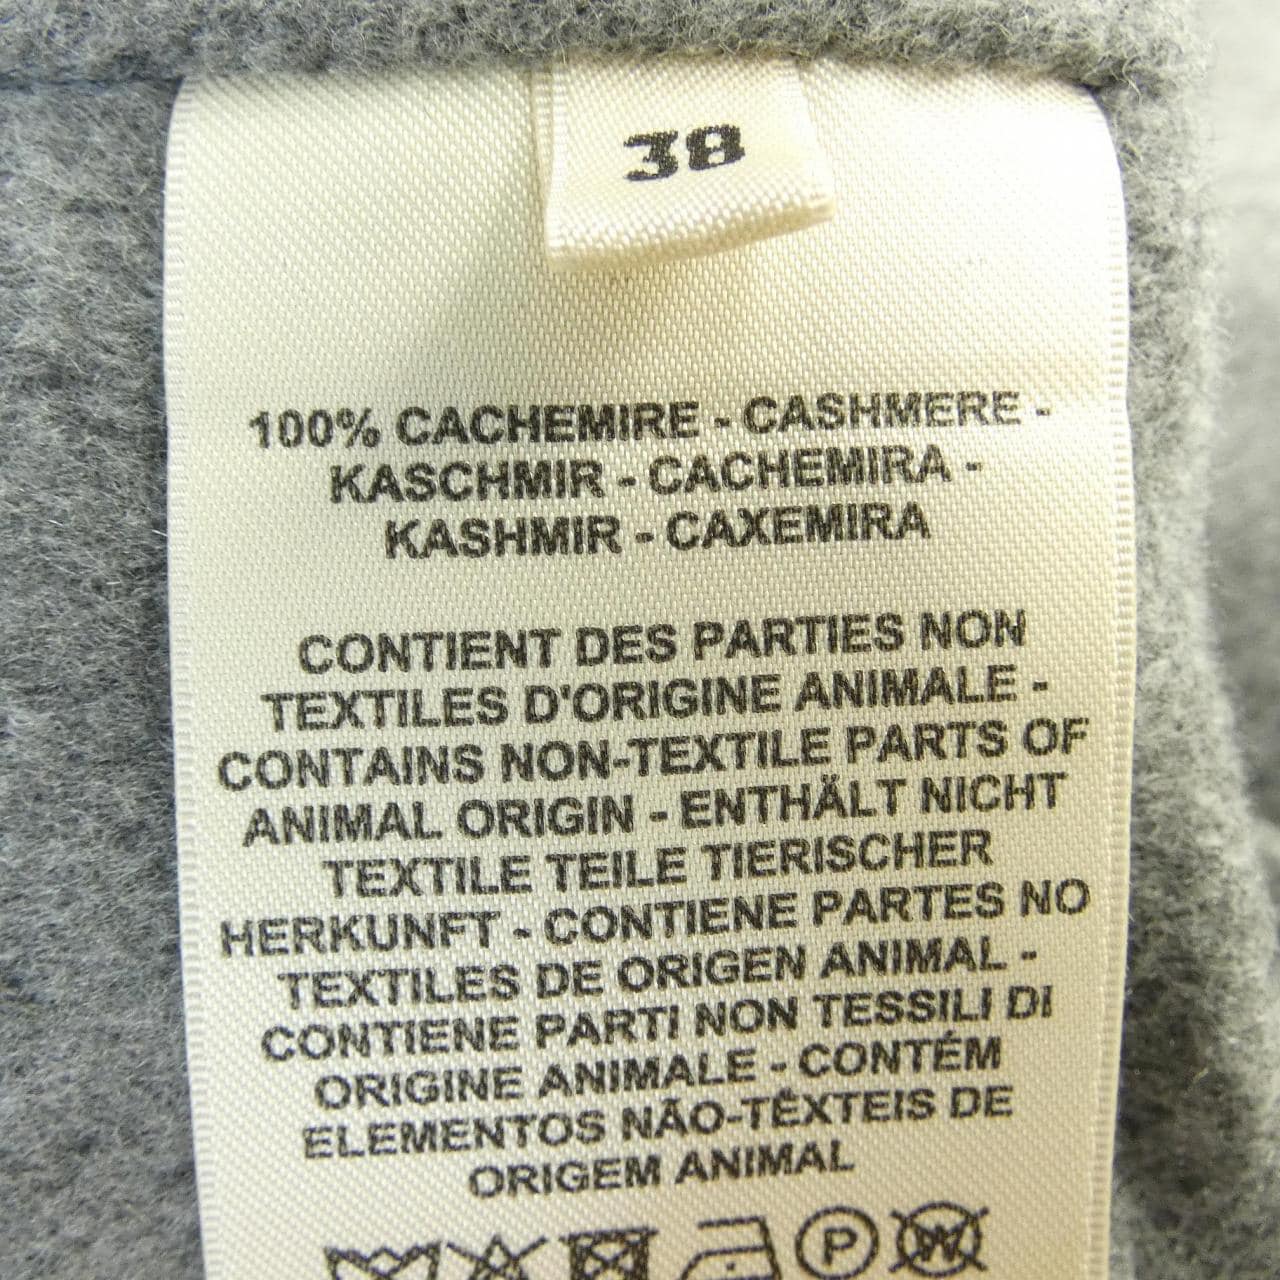 38
100% CACHEMIRE - CASHMERE -
KASCHMIR - CACHEMIRA -
KASHMIR - CAXEMIRA
CONTIENT DES PARTIES NON
TEXTILES D'ORIGINE ANIMALE -
CONTAINS NON-TEXTILE PARTS OF
ANIMAL ORIGIN - ENTHÄLT NICHT
TEXTILE TEILE TIERISCHER
HERKUNFT - CONTIENE PARTES NO
TEXTILES DE ORIGEN ANIMAL -
CONTIENE PARTI NON TESSILI DI
ORIGINE ANIMALE - CONTÉM
ELEMENTOS NÃO-TÊXTEIS DE
ORIGEM ANIMAL
P W